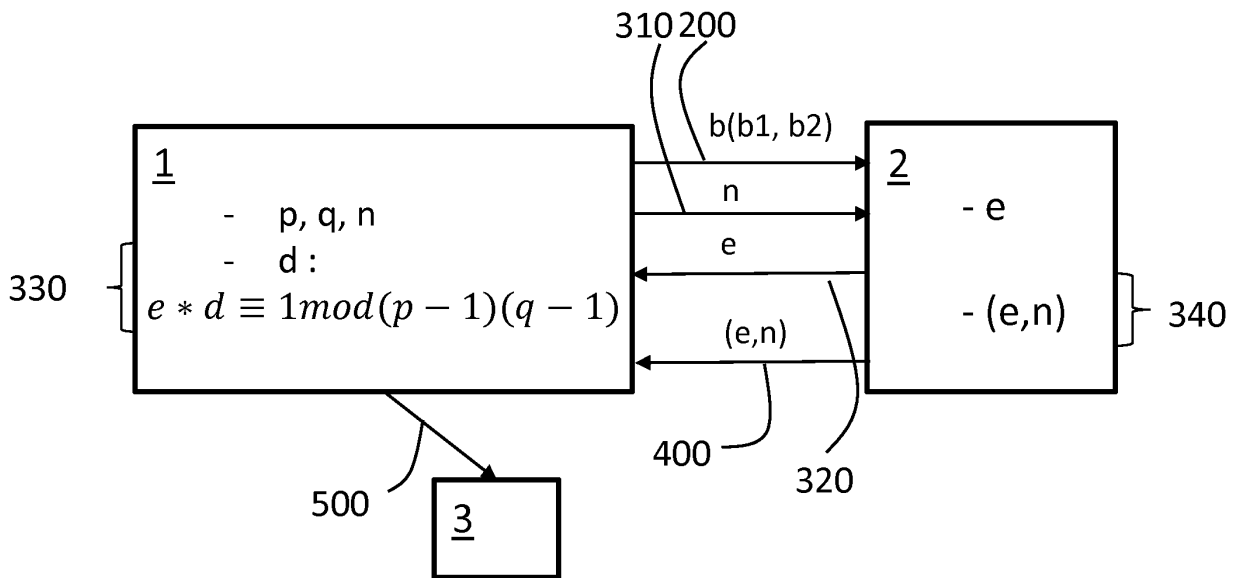 310 200
b(b1, b2)
1
2
n
- p, q, n
- e
e
- d :
330
e ∗ d ≡ 1mod(p − 1)(q − 1)
- (e,n)
340
(e,n)
400
320
500
3